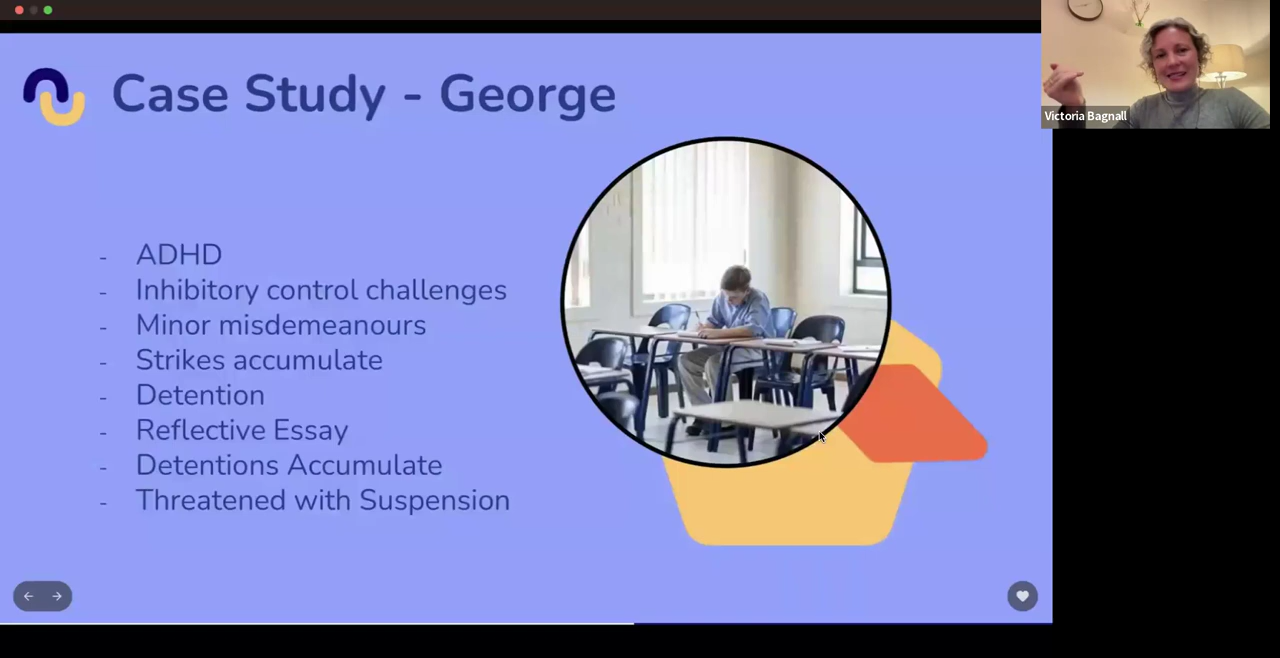 Case Study - George
Victoria Bagnall
- ADHD
- Inhibitory control challenges
- Minor misdemeanours
- Strikes accumulate
- Detention
- Reflective Essay
- Detentions Accumulate
- Threatened with Suspension